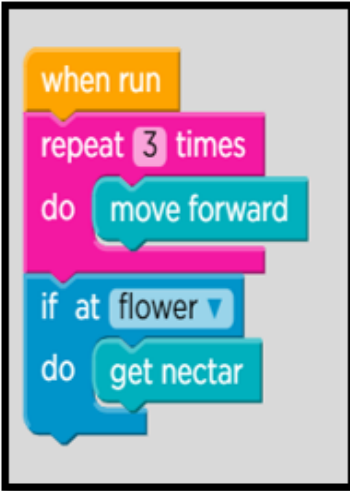 when run
repeat 3 times
do move forward
if at flower
do get nectar